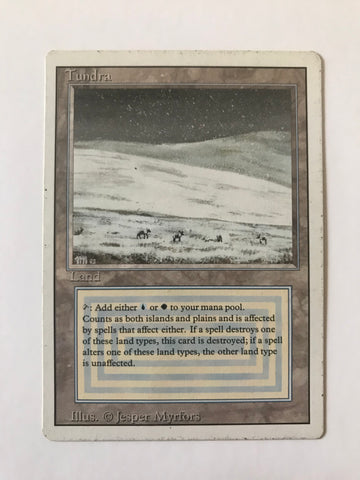 Tundra
Land
: Add either or to your mana pool.
Counts as both islands and plains and is affected
by spells that affect either. If a spell destroys one
of these land types, this card is destroyed; if a spell
alters one of these land types, the other land type
is unaffected.
Illus. © Jesper Myrfors